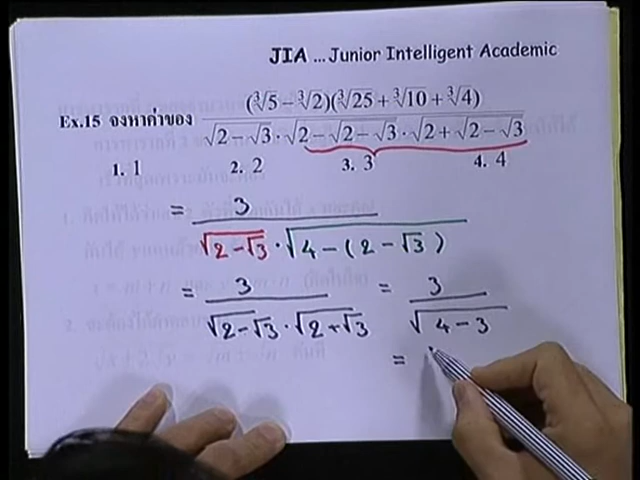 JIA ... Junior Intelligent Academic
Ex.15 จงหาค่าของ (∛5 − ∛2)(∛25 + ∛10 + ∛4)
√2 − √3 · √2 − √2 − √3 · √2 + √2 − √3
1. 1 2. 2 3. 3 4. 4
= 3
√2 − √3 · √4 − (2 − √3)
= 3 = 3
√2 − √3 · √2 + √3 √4 − 3
=